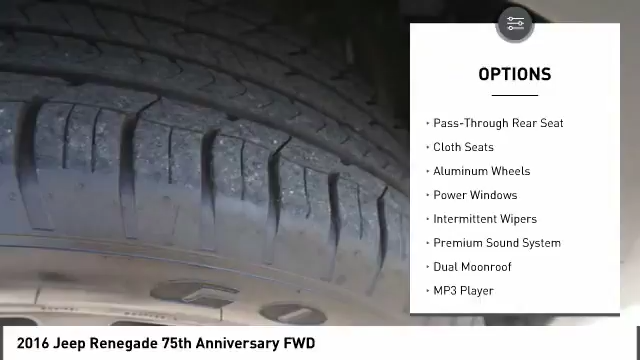 OPTIONS
· Pass-Through Rear Seat
· Cloth Seats
· Aluminum Wheels
· Power Windows
· Intermittent Wipers
· Premium Sound System
· Dual Moonroof
· MP3 Player
2016 Jeep Renegade 75th Anniversary FWD